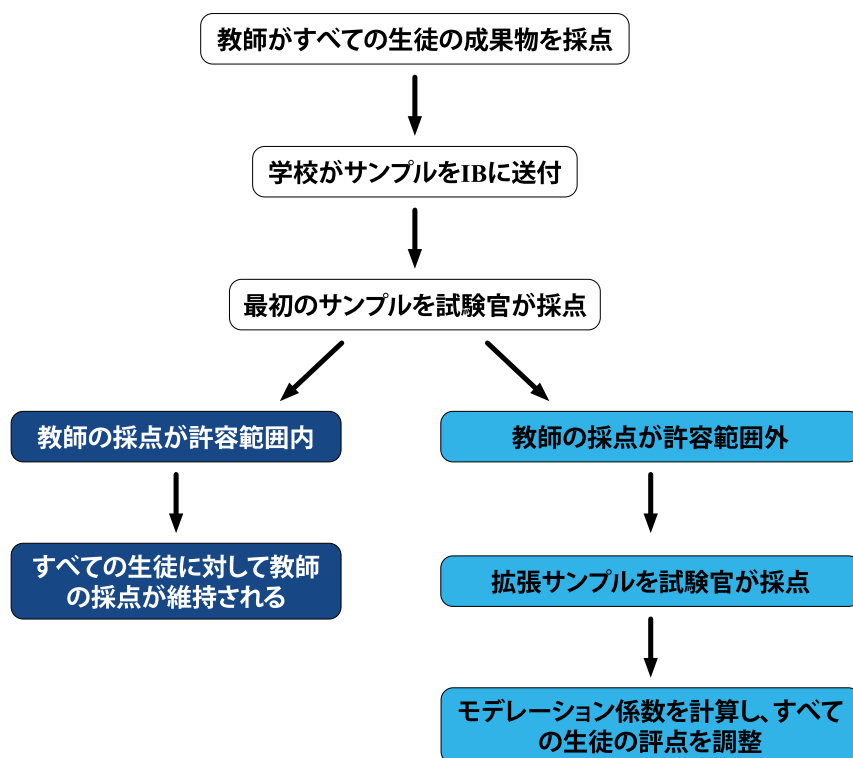 教師がすべての生徒の成果物を採点
学校がサンプルをIBに送付
最初のサンプルを試験官が採点
教師の採点が許容範囲内
教師の採点が許容範囲外
すべての生徒に対して教師
の採点が維持される
拡張サンプルを試験官が採点
モデレーション係数を計算し、すべて
の生徒の評点を調整